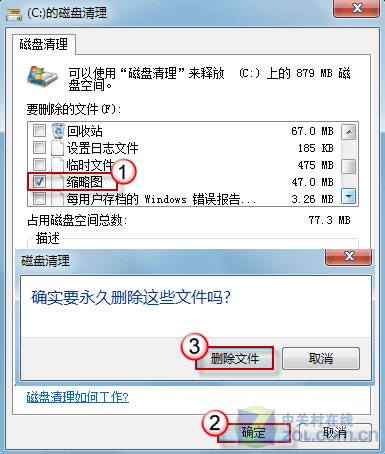 (C:)的磁盘清理
磁盘清理
可以使用“磁盘清理”来释放 (C:) 上的 879 MB 磁
盘空间。
要删除的文件(F):
回收站 67.0 MB
设置日志文件 185 KB
临时文件 475 MB
缩略图 47.0 MB
每用户存档的 Windows 错误报告... 3.26 MB
1
占用磁盘空间总数: 77.3 MB
描述
磁盘清理
确实要永久删除这些文件吗?
3
删除文件 取消
磁盘清理如何工作?
2
确定 取消
中关村在线
zol.com.cn